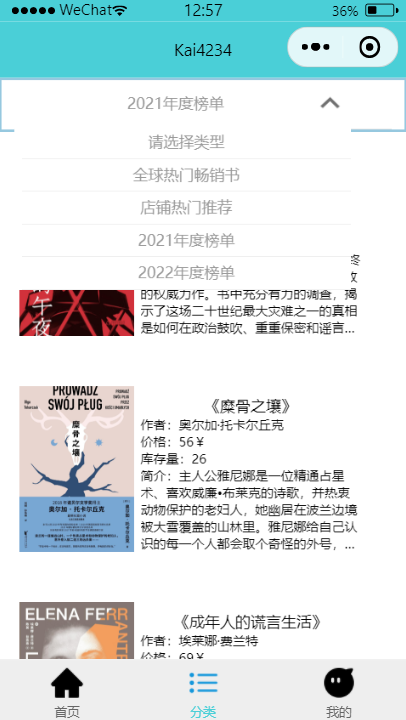 WeChat 12:57 36%
Kai4234
2021年度榜单
请选择类型
全球热门畅销书
店铺热门推荐
2021年度榜单
2022年度榜单
午夜
的权威力作。书中充分有力的调查，揭
示了这场二十世纪最大灾难之一的真相
是如何在政治鼓吹、重重保密和谣言...
PROWADŹ
SWÓJ PŁUG
糜骨之壤
奥尔加·托卡尔丘克
《糜骨之壤》
作者：奥尔加·托卡尔丘克
价格：56￥
库存量：26
简介：主人公雅尼娜是一位精通占星
术、喜欢威廉•布莱克的诗歌，并热衷
动物保护的老妇人，她幽居在波兰边境
被大雪覆盖的山林里。雅尼娜给自己认
识的每一个人都会取个奇怪的外号，...
ELENA FERRANTE
《成年人的谎言生活》
作者：埃莱娜·费兰特
价格：69￥
首页 分类 我的